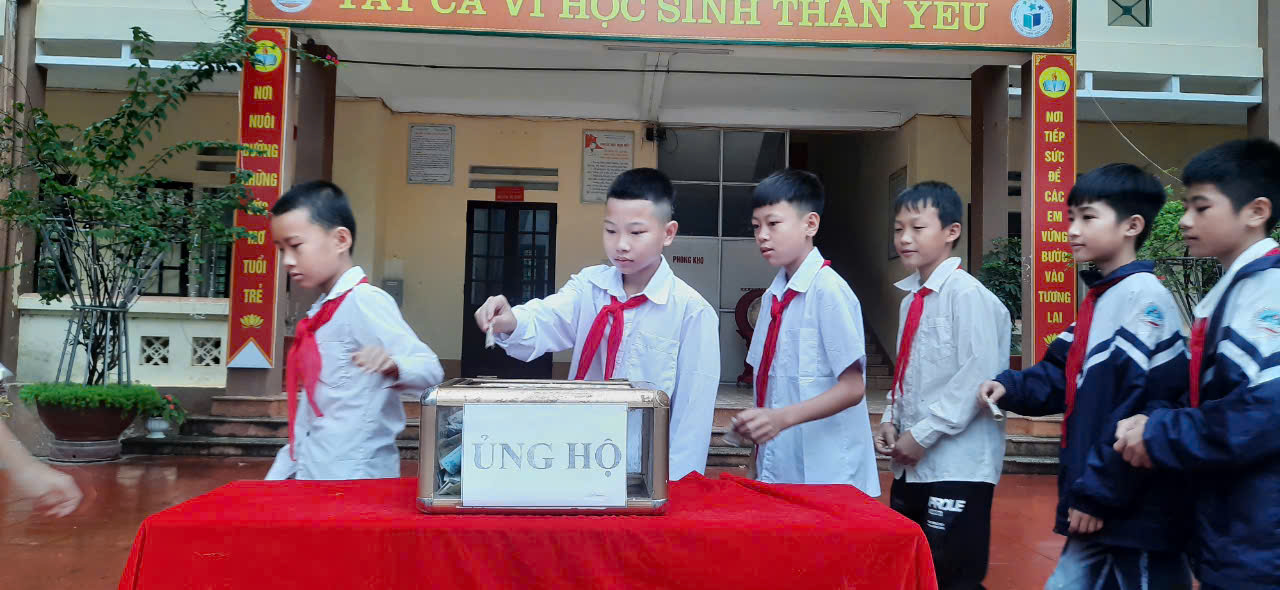 TẤT CẢ VÌ HỌC SINH THÂN YÊU
NƠI
NUÔI
DƯỠNG
TUỔI
TRẺ
PHÒNG KHO
NƠI
TIẾP
SỨC
ĐỂ
CÁC
EM
VỮNG
BƯỚC
VÀO
TƯƠNG
LAI
ỦNG HỘ